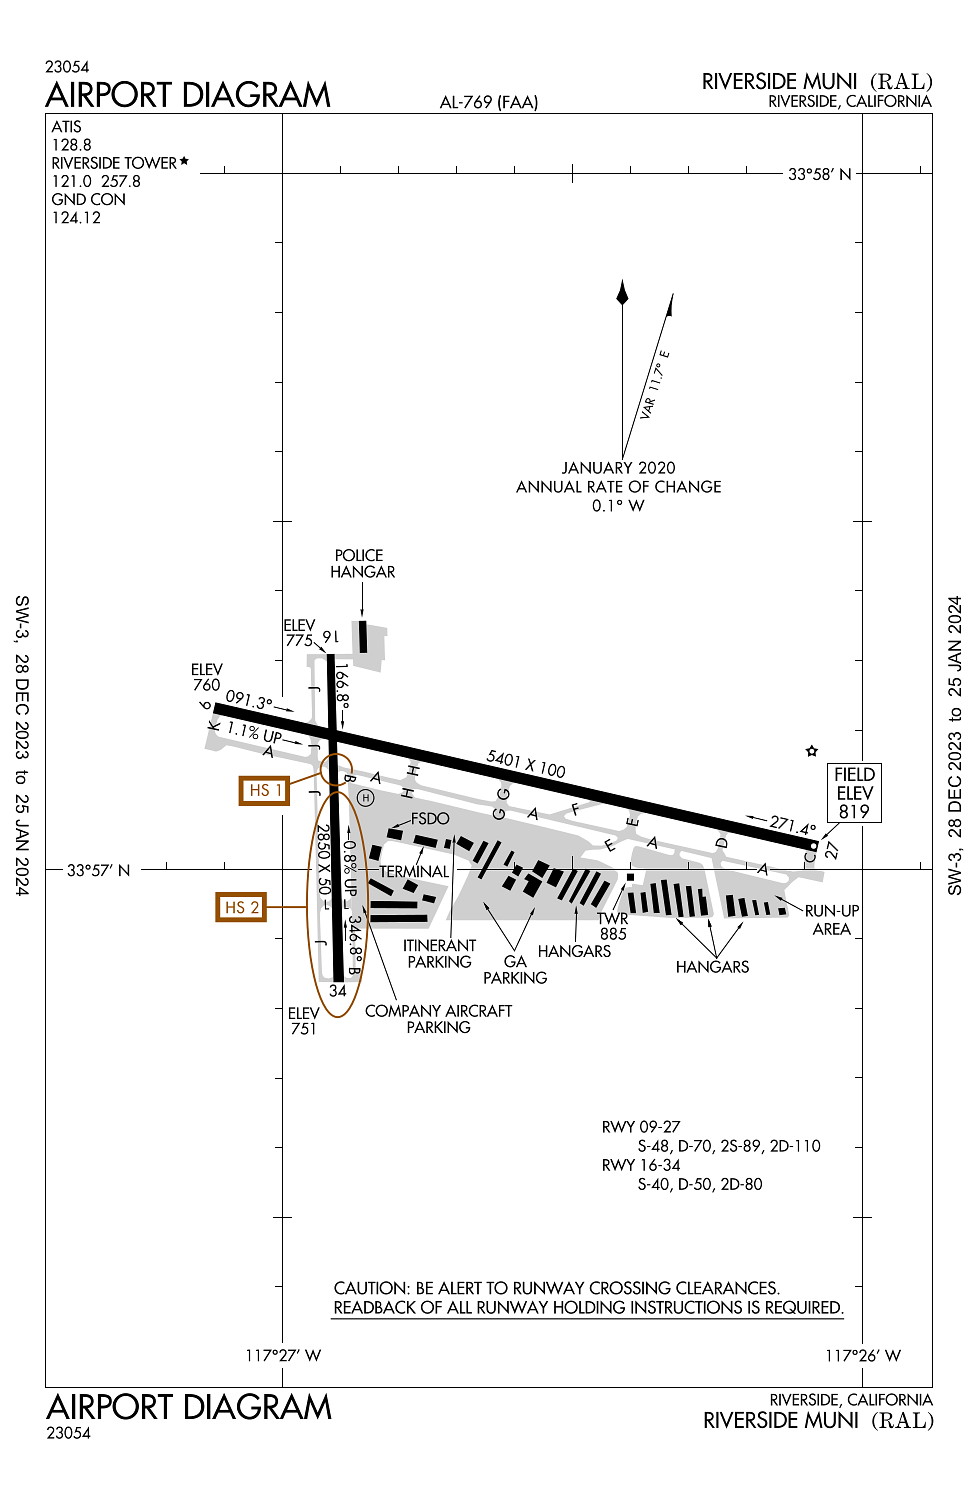 23054
AIRPORT DIAGRAM
AL-769 (FAA)
RIVERSIDE MUNI (RAL)
RIVERSIDE, CALIFORNIA
ATIS
128.8
RIVERSIDE TOWER★
121.0 257.8
GND CON
124.12
33°58' N
VAR 11.7° E
JANUARY 2020
ANNUAL RATE OF CHANGE
0.1° W
POLICE
HANGAR
ELEV
775
16
166.8°
ELEV
760
9
091.3°
1.1% UP
K
A
J
J
J
J
HS 1
B
A
H
H
H
5401 X 100
G
G
A
F
E
E
A
D
A
C
271.4°
27
FIELD
ELEV
819
FSDO
TERMINAL
2850 X 50
0.8% UP
33°57' N
HS 2
L
L
346.8°
B
34
ELEV
751
ITINERANT
PARKING
GA
PARKING
HANGARS
TWR
885
HANGARS
RUN-UP
AREA
COMPANY AIRCRAFT
PARKING
RWY 09-27
S-48, D-70, 2S-89, 2D-110
RWY 16-34
S-40, D-50, 2D-80
CAUTION: BE ALERT TO RUNWAY CROSSING CLEARANCES.
READBACK OF ALL RUNWAY HOLDING INSTRUCTIONS IS REQUIRED.
117°27' W
117°26' W
SW-3, 28 DEC 2023 to 25 JAN 2024
SW-3, 28 DEC 2023 to 25 JAN 2024
AIRPORT DIAGRAM
23054
RIVERSIDE, CALIFORNIA
RIVERSIDE MUNI (RAL)